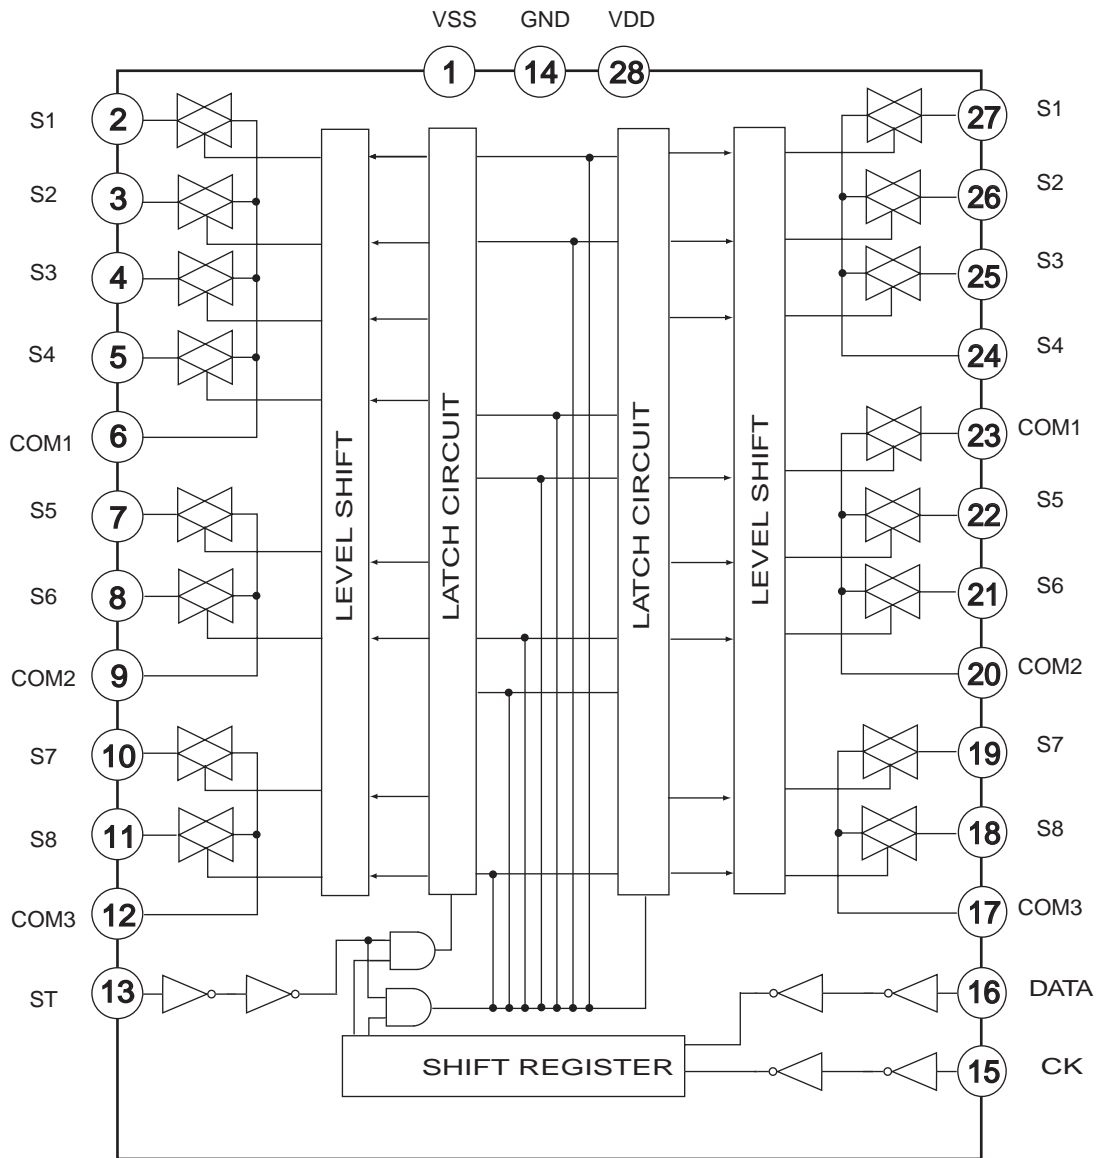 VSS GND VDD
1 14 28
S1 2 27 S1
S2 3 26 S2
S3 4 25 S3
S4 5 24 S4
COM1 6 23 COM1
S5 7 22 S5
S6 8 21 S6
COM2 9 20 COM2
S7 10 19 S7
S8 11 18 S8
COM3 12 17 COM3
ST 13 16 DATA
15 CK
LEVEL SHIFT
LATCH CIRCUIT
LATCH CIRCUIT
LEVEL SHIFT
SHIFT REGISTER